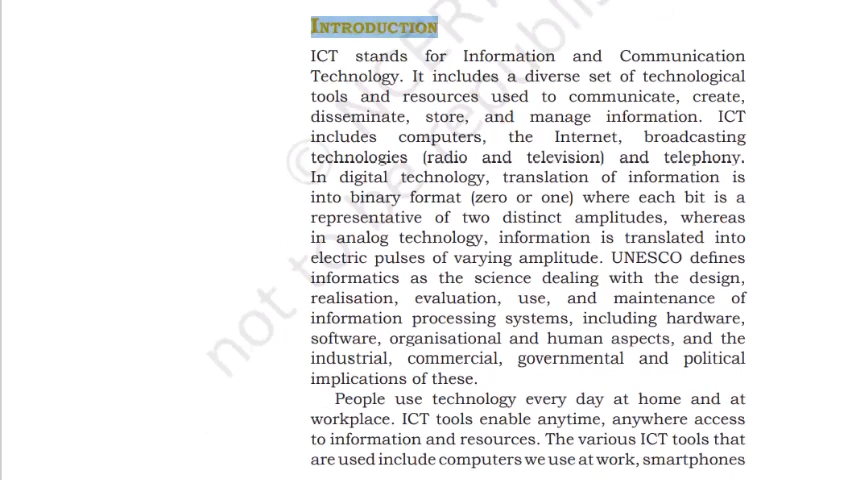 INTRODUCTION
ICT stands for Information and Communication
Technology. It includes a diverse set of technological
tools and resources used to communicate, create,
disseminate, store, and manage information. ICT
includes computers, the Internet, broadcasting
technologies (radio and television) and telephony.
In digital technology, translation of information is
into binary format (zero or one) where each bit is a
representative of two distinct amplitudes, whereas
in analog technology, information is translated into
electric pulses of varying amplitude. UNESCO defines
informatics as the science dealing with the design,
realisation, evaluation, use, and maintenance of
information processing systems, including hardware,
software, organisational and human aspects, and the
industrial, commercial, governmental and political
implications of these.
People use technology every day at home and at
workplace. ICT tools enable anytime, anywhere access
to information and resources. The various ICT tools that
are used include computers we use at work, smartphones
© NCERT
not to be republis